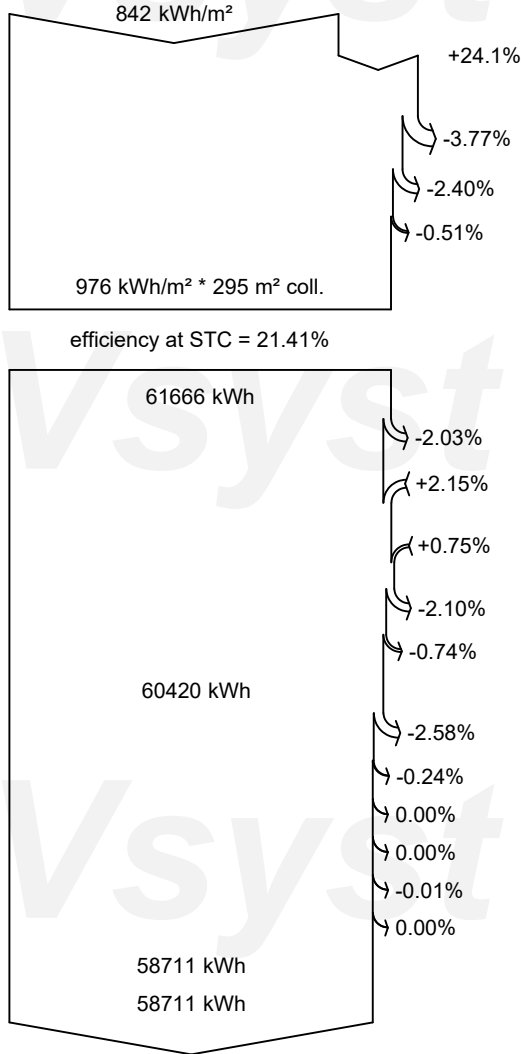 842 kWh/m²
+24.1%
-3.77%
-2.40%
-0.51%
976 kWh/m² * 295 m² coll.
efficiency at STC = 21.41%
Vsyst
61666 kWh
-2.03%
+2.15%
+0.75%
-2.10%
-0.74%
60420 kWh
-2.58%
-0.24%
0.00%
0.00%
Vsyst
-0.01%
0.00%
58711 kWh
58711 kWh